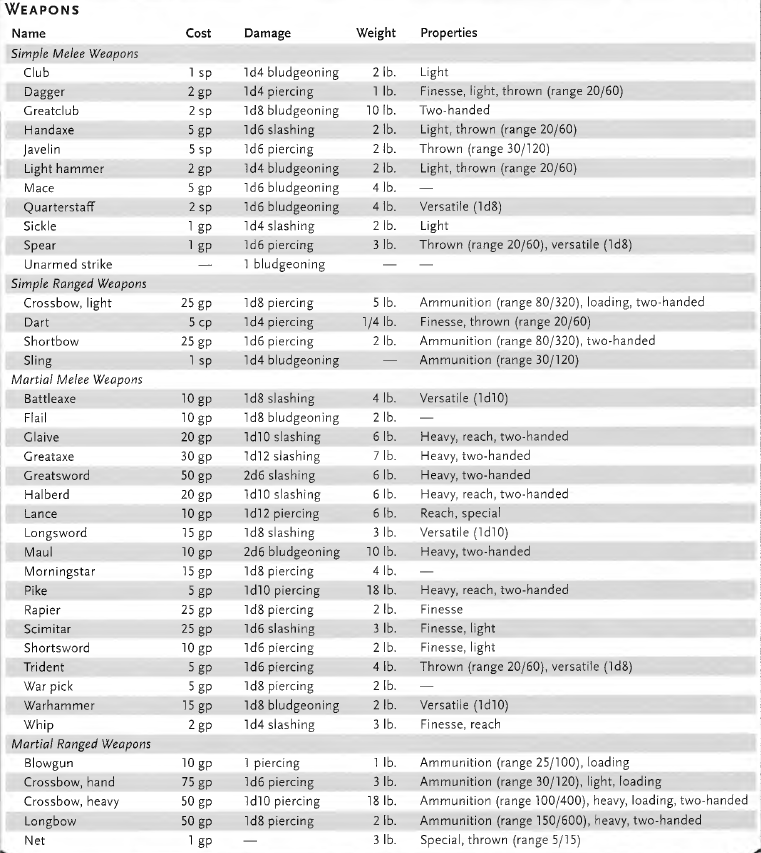 WEAPONS
Name Cost Damage Weight Properties
Simple Melee Weapons
Club 1 sp 1d4 bludgeoning 2 lb. Light
Dagger 2 gp 1d4 piercing 1 lb. Finesse, light, thrown (range 20/60)
Greatclub 2 sp 1d8 bludgeoning 10 lb. Two-handed
Handaxe 5 gp 1d6 slashing 2 lb. Light, thrown (range 20/60)
Javelin 5 sp 1d6 piercing 2 lb. Thrown (range 30/120)
Light hammer 2 gp 1d4 bludgeoning 2 lb. Light, thrown (range 20/60)
Mace 5 gp 1d6 bludgeoning 4 lb. —
Quarterstaff 2 sp 1d6 bludgeoning 4 lb. Versatile (1d8)
Sickle 1 gp 1d4 slashing 2 lb. Light
Spear 1 gp 1d6 piercing 3 lb. Thrown (range 20/60), versatile (1d8)
Unarmed strike — 1 bludgeoning — —
Simple Ranged Weapons
Crossbow, light 25 gp 1d8 piercing 5 lb. Ammunition (range 80/320), loading, two-handed
Dart 5 cp 1d4 piercing 1/4 lb. Finesse, thrown (range 20/60)
Shortbow 25 gp 1d6 piercing 2 lb. Ammunition (range 80/320), two-handed
Sling 1 sp 1d4 bludgeoning — Ammunition (range 30/120)
Martial Melee Weapons
Battleaxe 10 gp 1d8 slashing 4 lb. Versatile (1d10)
Flail 10 gp 1d8 bludgeoning 2 lb. —
Glaive 20 gp 1d10 slashing 6 lb. Heavy, reach, two-handed
Greataxe 30 gp 1d12 slashing 7 lb. Heavy, two-handed
Greatsword 50 gp 2d6 slashing 6 lb. Heavy, two-handed
Halberd 20 gp 1d10 slashing 6 lb. Heavy, reach, two-handed
Lance 10 gp 1d12 piercing 6 lb. Reach, special
Longsword 15 gp 1d8 slashing 3 lb. Versatile (1d10)
Maul 10 gp 2d6 bludgeoning 10 lb. Heavy, two-handed
Morningstar 15 gp 1d8 piercing 4 lb. —
Pike 5 gp 1d10 piercing 18 lb. Heavy, reach, two-handed
Rapier 25 gp 1d8 piercing 2 lb. Finesse
Scimitar 25 gp 1d6 slashing 3 lb. Finesse, light
Shortsword 10 gp 1d6 piercing 2 lb. Finesse, light
Trident 5 gp 1d6 piercing 4 lb. Thrown (range 20/60), versatile (1d8)
War pick 5 gp 1d8 piercing 2 lb. —
Warhammer 15 gp 1d8 bludgeoning 2 lb. Versatile (1d10)
Whip 2 gp 1d4 slashing 3 lb. Finesse, reach
Martial Ranged Weapons
Blowgun 10 gp 1 piercing 1 lb. Ammunition (range 25/100), loading
Crossbow, hand 75 gp 1d6 piercing 3 lb. Ammunition (range 30/120), light, loading
Crossbow, heavy 50 gp 1d10 piercing 18 lb. Ammunition (range 100/400), heavy, loading, two-handed
Longbow 50 gp 1d8 piercing 2 lb. Ammunition (range 150/600), heavy, two-handed
Net 1 gp — 3 lb. Special, thrown (range 5/15)